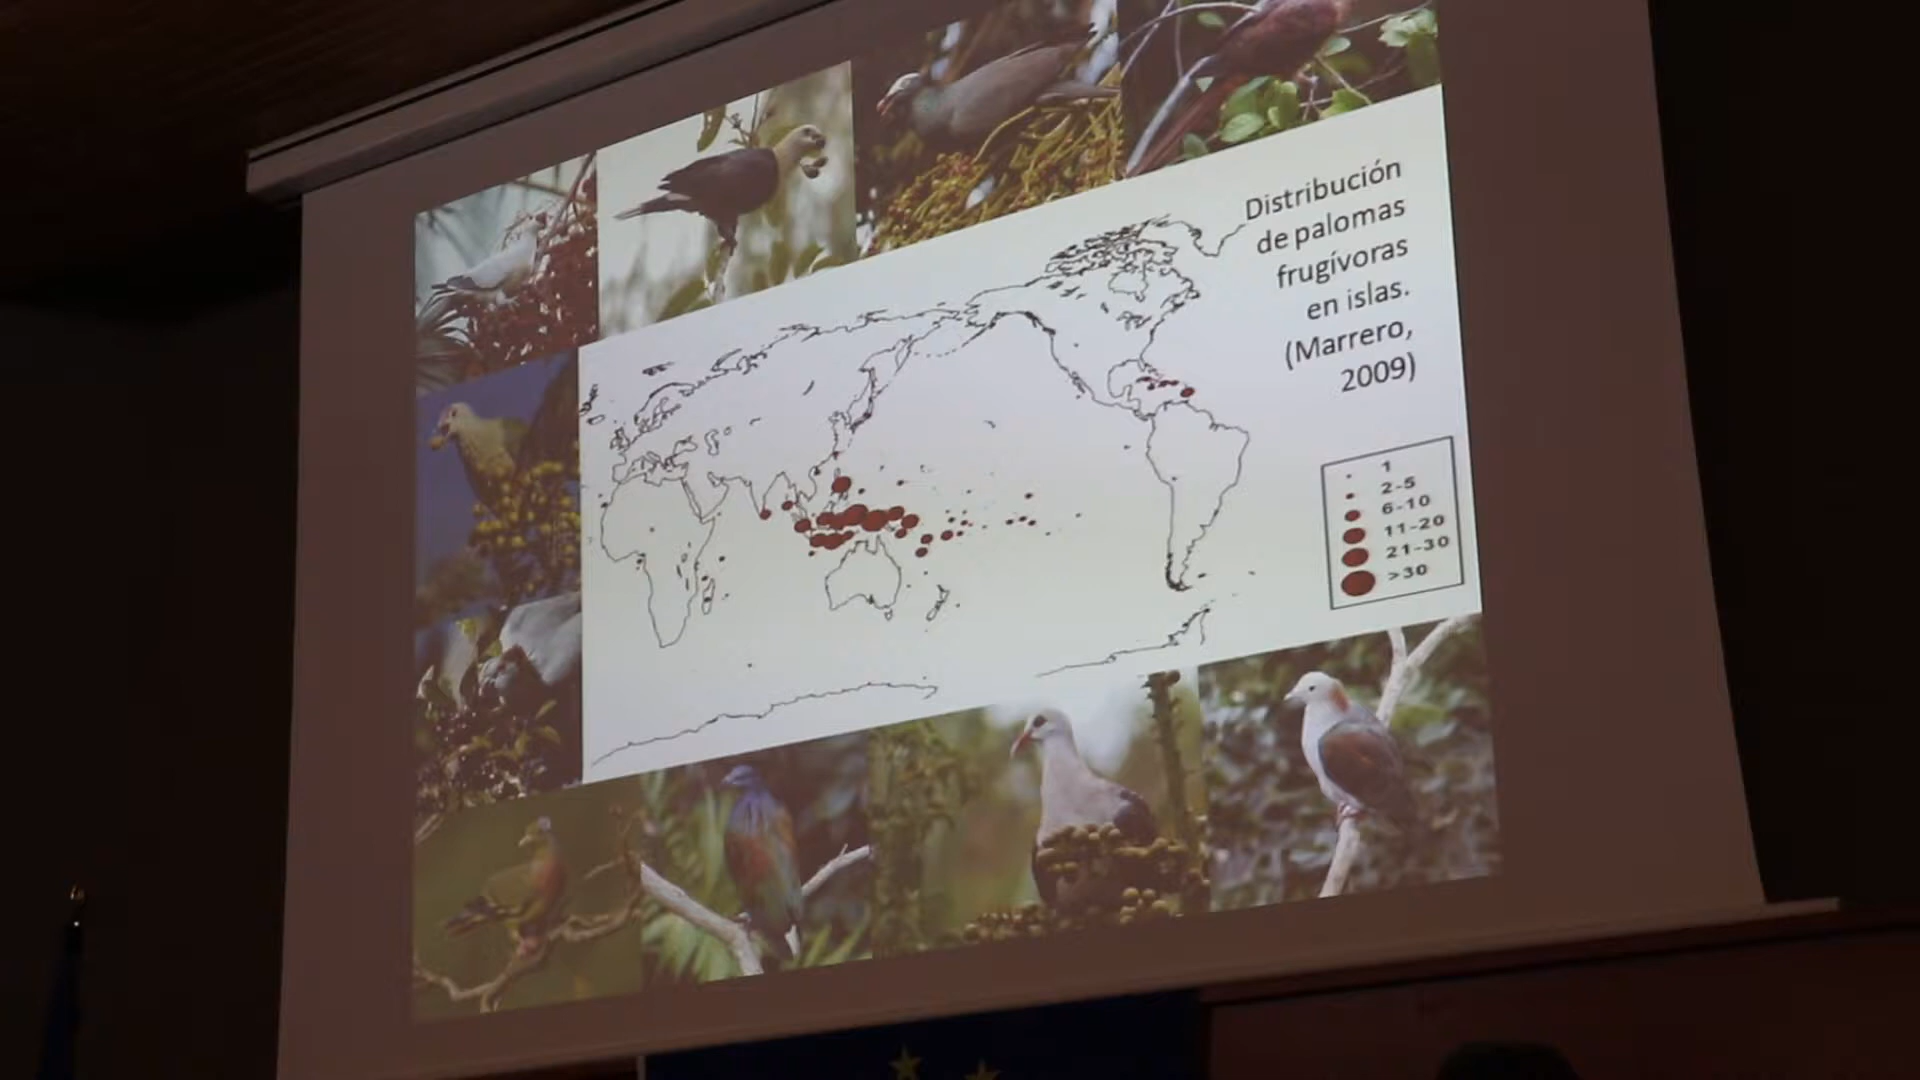 Distribución
de palomas
frugívoras
en islas.
(Marrero,
2009)
1
2-5
6-10
11-20
21-30
>30